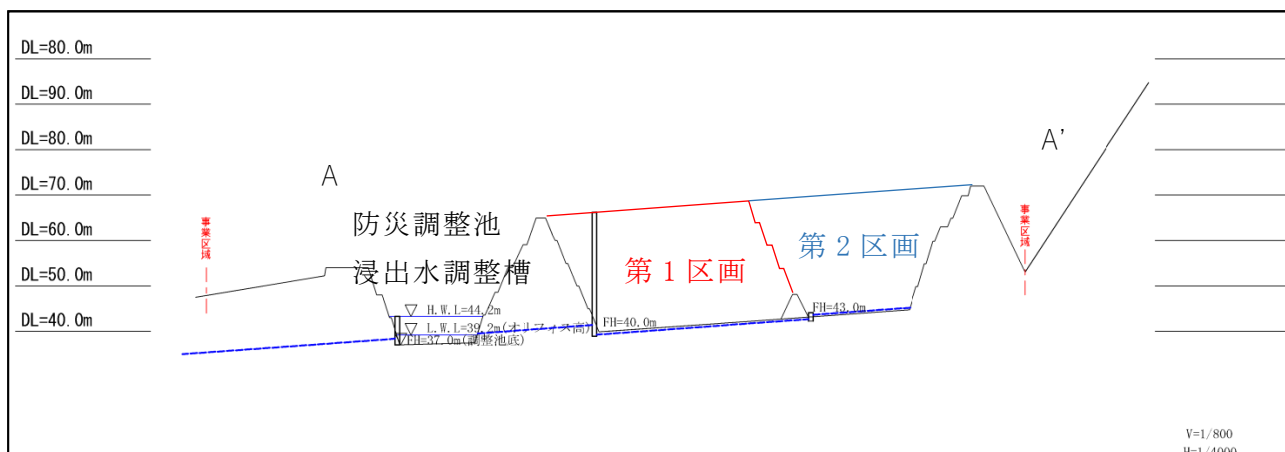 DL=80.0m
DL=90.0m
DL=80.0m
DL=70.0m
DL=60.0m
DL=50.0m
DL=40.0m
A
A'
事業区域
事業区域
防災調整池
浸出水調整槽
第1区画
第2区画
H.W.L=44.2m
L.W.L=39.2m(オリフィス高)
FH=37.0m(調整池底)
FH=40.0m
FH=43.0m
V=1/800
H=1/4000